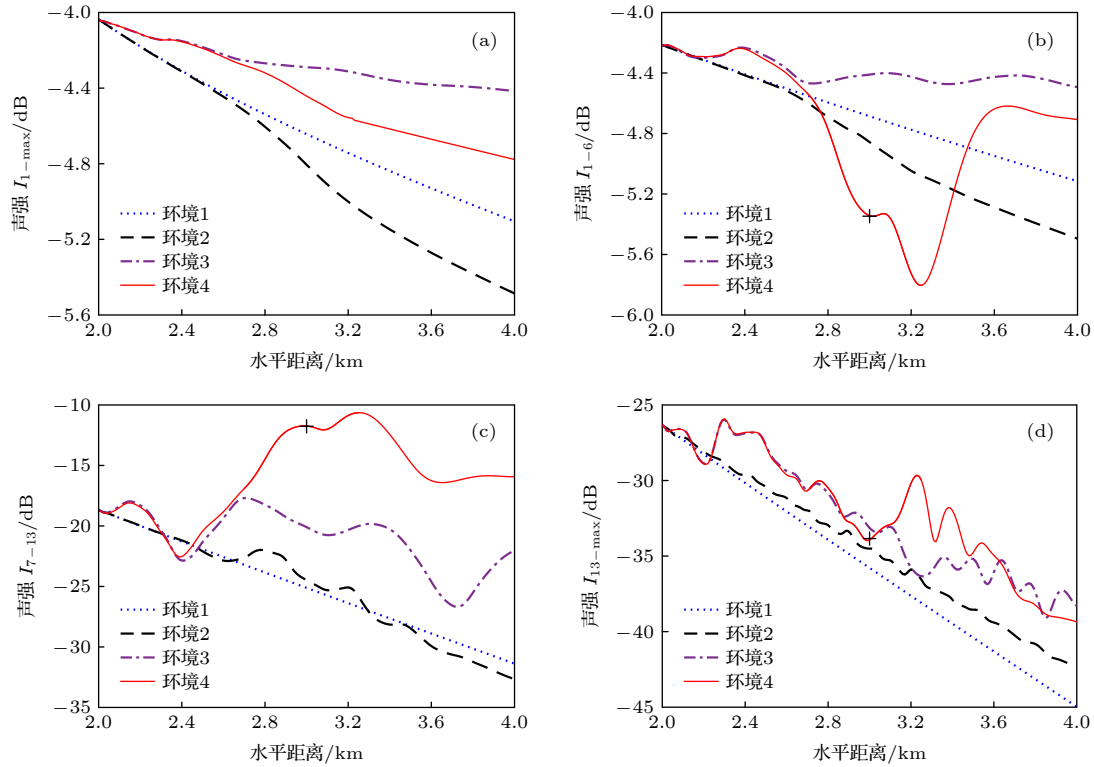 (a)
声强 I1−max/dB
−4.0
−4.4
−4.8
−5.2
−5.6
环境1
环境2
环境3
环境4
2.0 2.4 2.8 3.2 3.6 4.0
水平距离/km
(b)
声强 I1−6/dB
−4.0
−4.4
−4.8
−5.2
−5.6
−6.0
环境1
环境2
环境3
环境4
2.0 2.4 2.8 3.2 3.6 4.0
水平距离/km
(c)
声强 I7−13/dB
−10
−15
−20
−25
−30
−35
环境1
环境2
环境3
环境4
2.0 2.4 2.8 3.2 3.6 4.0
水平距离/km
(d)
声强 I13−max/dB
−25
−30
−35
−40
−45
环境1
环境2
环境3
环境4
2.0 2.4 2.8 3.2 3.6 4.0
水平距离/km